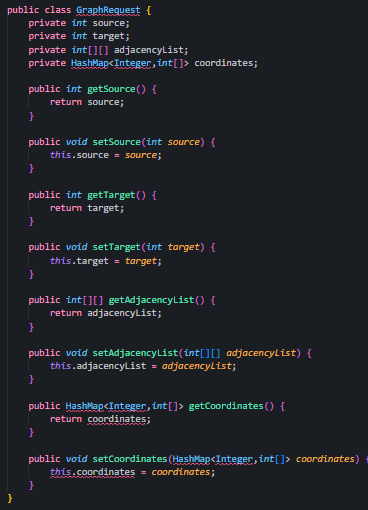 public class GraphRequest {
    private int source;
    private int target;
    private int[][] adjacencyList;
    private HashMap<Integer,int[]> coordinates;

    public int getSource() {
        return source;
    }

    public void setSource(int source) {
        this.source = source;
    }

    public int getTarget() {
        return target;
    }

    public void setTarget(int target) {
        this.target = target;
    }

    public int[][] getAdjacencyList() {
        return adjacencyList;
    }

    public void setAdjacencyList(int[][] adjacencyList) {
        this.adjacencyList = adjacencyList;
    }

    public HashMap<Integer,int[]> getCoordinates() {
        return coordinates;
    }

    public void setCoordinates(HashMap<Integer,int[]> coordinates) {
        this.coordinates = coordinates;
    }
}